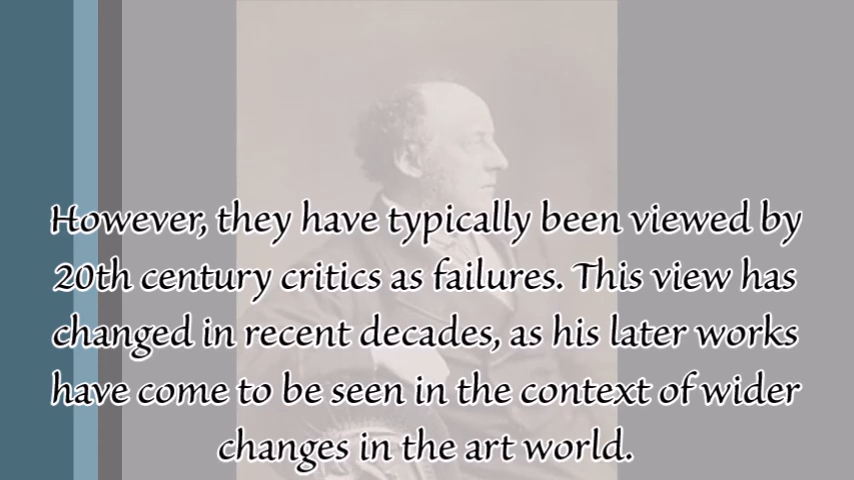 However, they have typically been viewed by
20th century critics as failures. This view has
changed in recent decades, as his later works
have come to be seen in the context of wider
changes in the art world.